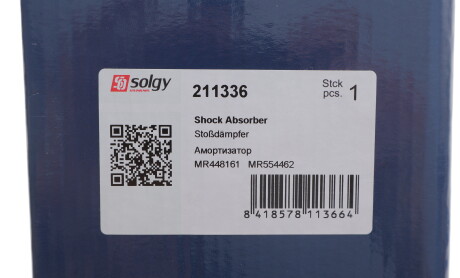 solgy
211336
Stck
pcs. 1
Shock Absorber
Stoßdämpfer
Амортизатор
MR448161 MR554462
8 418578 113664